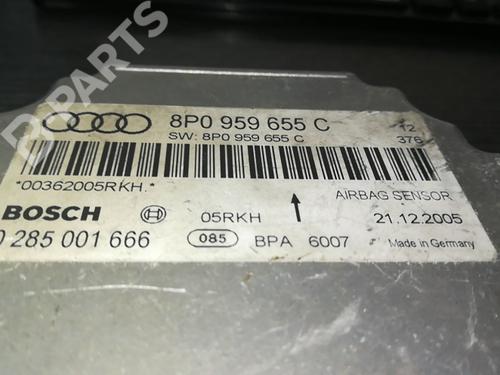 B-PARTS
8P0 959 655 C
12
SW: 8P0 959 655 C
376
*00362005RKH.*
AIRBAG SENSOR
BOSCH
05RKH
21.12.2005
0 285 001 666
085
BPA 6007
Made in Germany